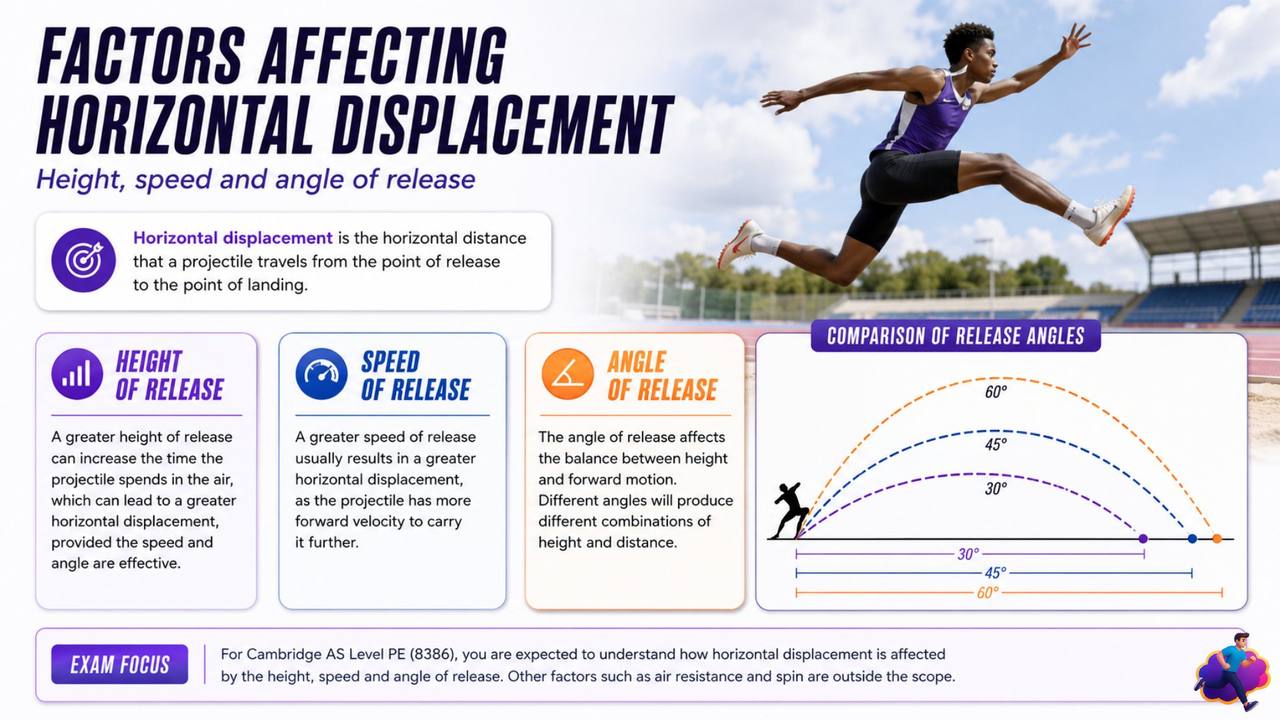 FACTORS AFFECTING
HORIZONTAL DISPLACEMENT
Height, speed and angle of release
Horizontal displacement is the horizontal distance
that a projectile travels from the point of release
to the point of landing.
HEIGHT
OF RELEASE
A greater height of release
can increase the time the
projectile spends in the air,
which can lead to a greater
horizontal displacement,
provided the speed and
angle are effective.
SPEED
OF RELEASE
A greater speed of release
usually results in a greater
horizontal displacement,
as the projectile has more
forward velocity to carry
it further.
ANGLE
OF RELEASE
The angle of release affects
the balance between height
and forward motion.
Different angles will produce
different combinations of
height and distance.
COMPARISON OF RELEASE ANGLES
60°
45°
30°
30°
45°
60°
EXAM FOCUS
For Cambridge AS Level PE (8386), you are expected to understand how horizontal displacement is affected
by the height, speed and angle of release. Other factors such as air resistance and spin are outside the scope.